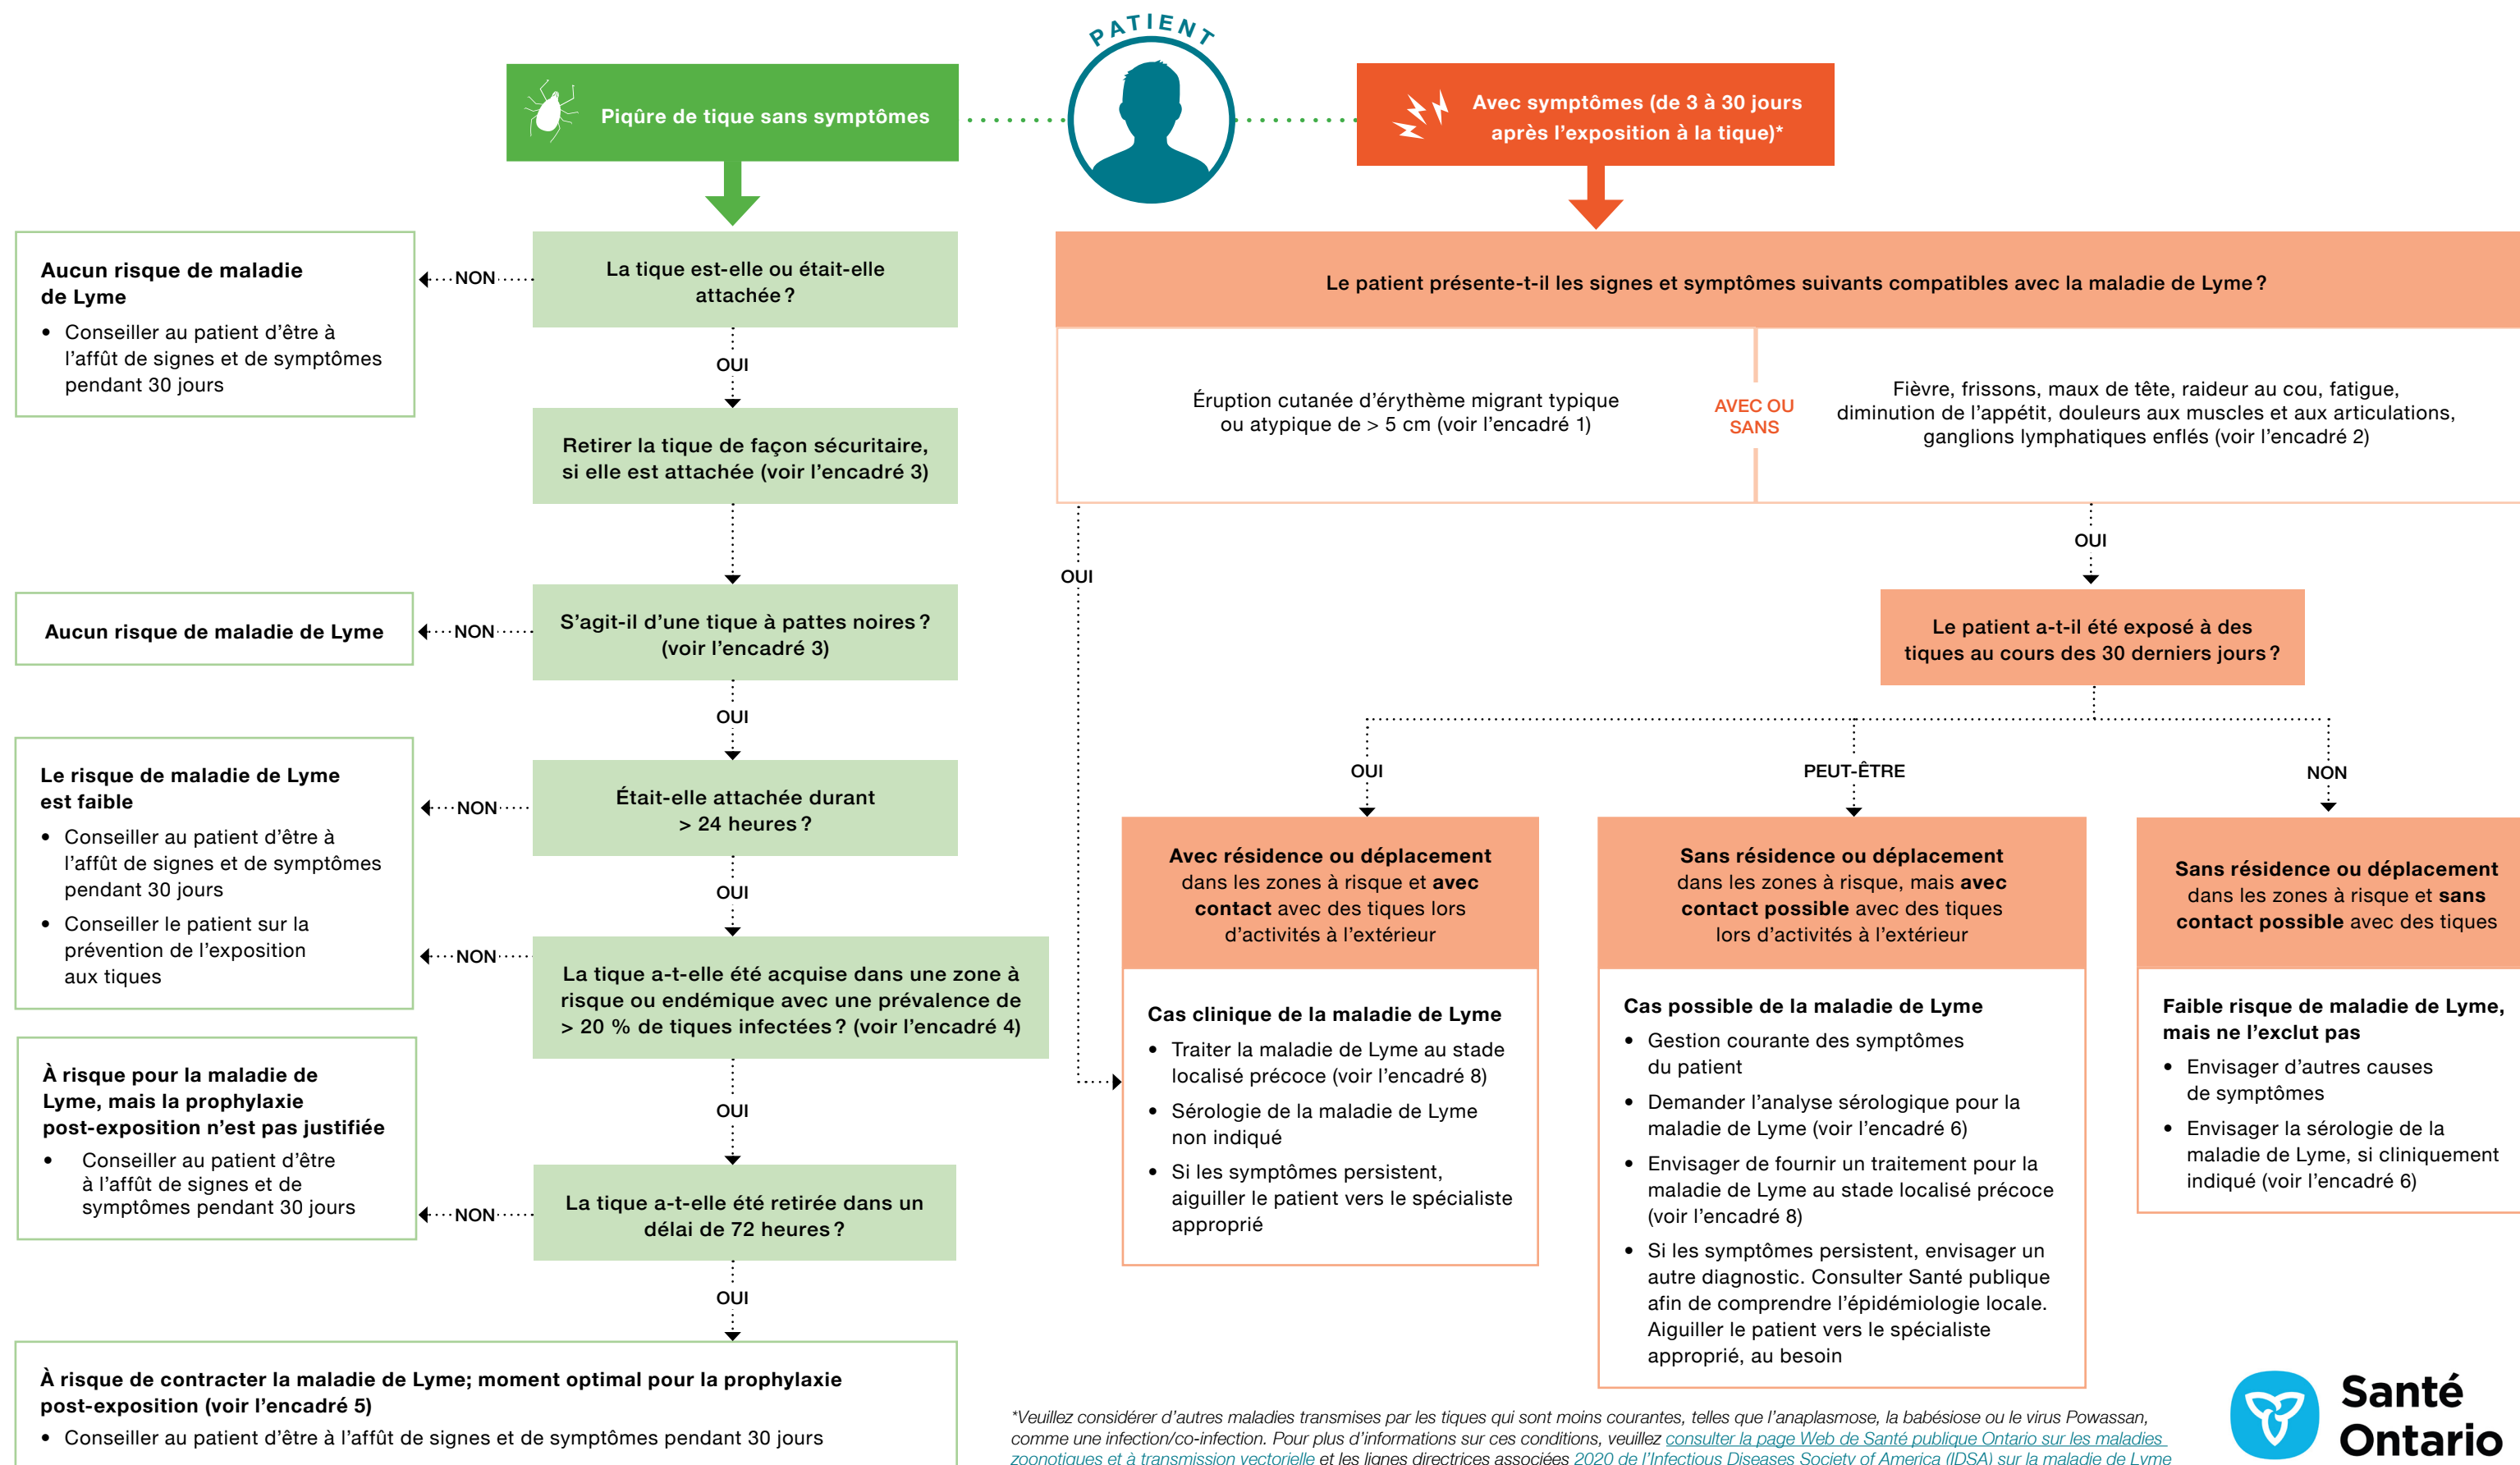 PATIENT
Piqûre de tique sans symptômes
Avec symptômes (de 3 à 30 jours
après l’exposition à la tique)*
La tique est-elle ou était-elle
attachée ?
NON
Aucun risque de maladie
de Lyme
• Conseiller au patient d’être à
l’affût de signes et de symptômes
pendant 30 jours
OUI
Retirer la tique de façon sécuritaire,
si elle est attachée (voir l’encadré 3)
S’agit-il d’une tique à pattes noires ?
(voir l’encadré 3)
NON
Aucun risque de maladie de Lyme
OUI
Était-elle attachée durant
> 24 heures ?
NON
Le risque de maladie de Lyme
est faible
• Conseiller au patient d’être à
l’affût de signes et de symptômes
pendant 30 jours
• Conseiller le patient sur la
prévention de l’exposition
aux tiques
OUI
NON
La tique a-t-elle été acquise dans une zone à
risque ou endémique avec une prévalence de
> 20 % de tiques infectées ? (voir l’encadré 4)
OUI
La tique a-t-elle été retirée dans un
délai de 72 heures ?
NON
À risque pour la maladie de
Lyme, mais la prophylaxie
post-exposition n’est pas justifiée
• Conseiller au patient d’être
à l’affût de signes et de
symptômes pendant 30 jours
OUI
À risque de contracter la maladie de Lyme; moment optimal pour la prophylaxie
post-exposition (voir l’encadré 5)
• Conseiller au patient d’être à l’affût de signes et de symptômes pendant 30 jours
Le patient présente-t-il les signes et symptômes suivants compatibles avec la maladie de Lyme ?
Éruption cutanée d’érythème migrant typique
ou atypique de > 5 cm (voir l’encadré 1)
AVEC OU
SANS
Fièvre, frissons, maux de tête, raideur au cou, fatigue,
diminution de l’appétit, douleurs aux muscles et aux articulations,
ganglions lymphatiques enflés (voir l’encadré 2)
OUI
OUI
Le patient a-t-il été exposé à des
tiques au cours des 30 derniers jours ?
OUI
PEUT-ÊTRE
NON
Avec résidence ou déplacement
dans les zones à risque et avec
contact avec des tiques lors
d’activités à l’extérieur
Cas clinique de la maladie de Lyme
• Traiter la maladie de Lyme au stade
localisé précoce (voir l’encadré 8)
• Sérologie de la maladie de Lyme
non indiqué
• Si les symptômes persistent,
aiguiller le patient vers le spécialiste
approprié
Sans résidence ou déplacement
dans les zones à risque, mais avec
contact possible avec des tiques
lors d’activités à l’extérieur
Cas possible de la maladie de Lyme
• Gestion courante des symptômes
du patient
• Demander l’analyse sérologique pour la
maladie de Lyme (voir l’encadré 6)
• Envisager de fournir un traitement pour la
maladie de Lyme au stade localisé précoce
(voir l’encadré 8)
• Si les symptômes persistent, envisager un
autre diagnostic. Consulter Santé publique
afin de comprendre l’épidémiologie locale.
Aiguiller le patient vers le spécialiste
approprié, au besoin
Sans résidence ou déplacement
dans les zones à risque et sans
contact possible avec des tiques
Faible risque de maladie de Lyme,
mais ne l’exclut pas
• Envisager d’autres causes
de symptômes
• Envisager la sérologie de la
maladie de Lyme, si cliniquement
indiqué (voir l’encadré 6)
*Veuillez considérer d’autres maladies transmises par les tiques qui sont moins courantes, telles que l’anaplasmose, la babésiose ou le virus Powassan,
comme une infection/co-infection. Pour plus d’informations sur ces conditions, veuillez consulter la page Web de Santé publique Ontario sur les maladies
zoonotiques et à transmission vectorielle et les lignes directrices associées 2020 de l’Infectious Diseases Society of America (IDSA) sur la maladie de Lyme
Santé
Ontario